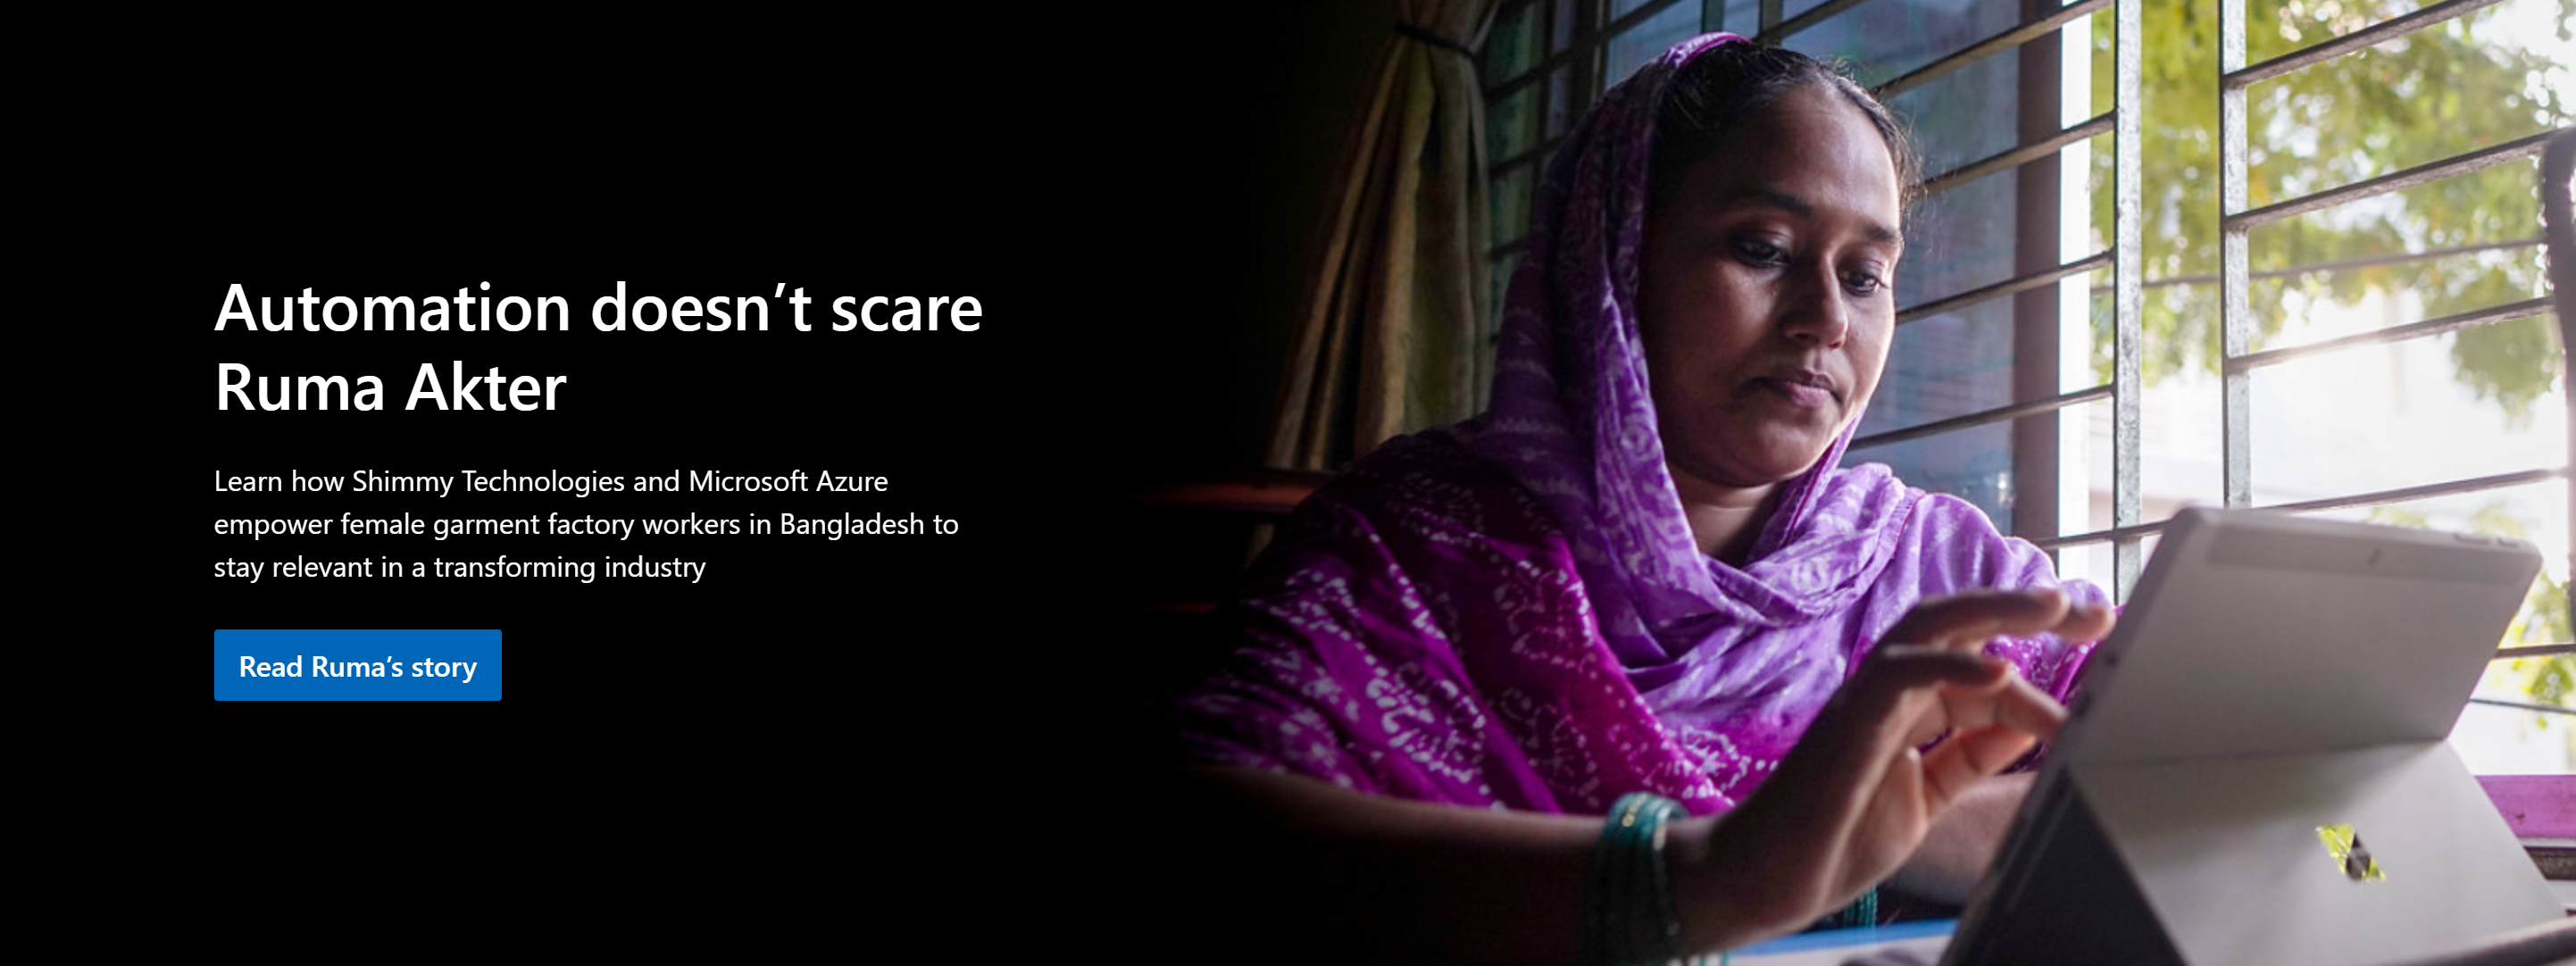 Automation doesn’t scare
Ruma Akter
Learn how Shimmy Technologies and Microsoft Azure
empower female garment factory workers in Bangladesh to
stay relevant in a transforming industry
Read Ruma’s story